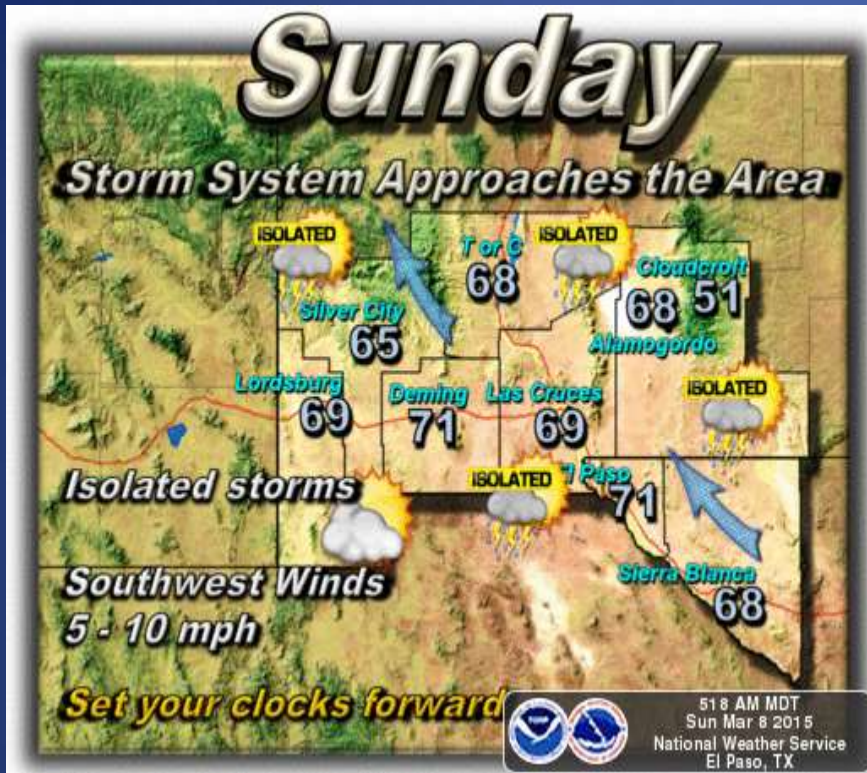 Sunday
Storm System Approaches the Area
ISOLATED
ISOLATED
T or C
68
Cloudcroft
51
68
Alamogordo
Silver City
65
Lordsburg
69
Deming
71
Las Cruces
69
ISOLATED
Isolated storms
ISOLATED
El Paso
71
Sierra Blanca
68
Southwest Winds
5 - 10 mph
Set your clocks forward
518 AM MDT
Sun Mar 8 2015
National Weather Service
El Paso, TX